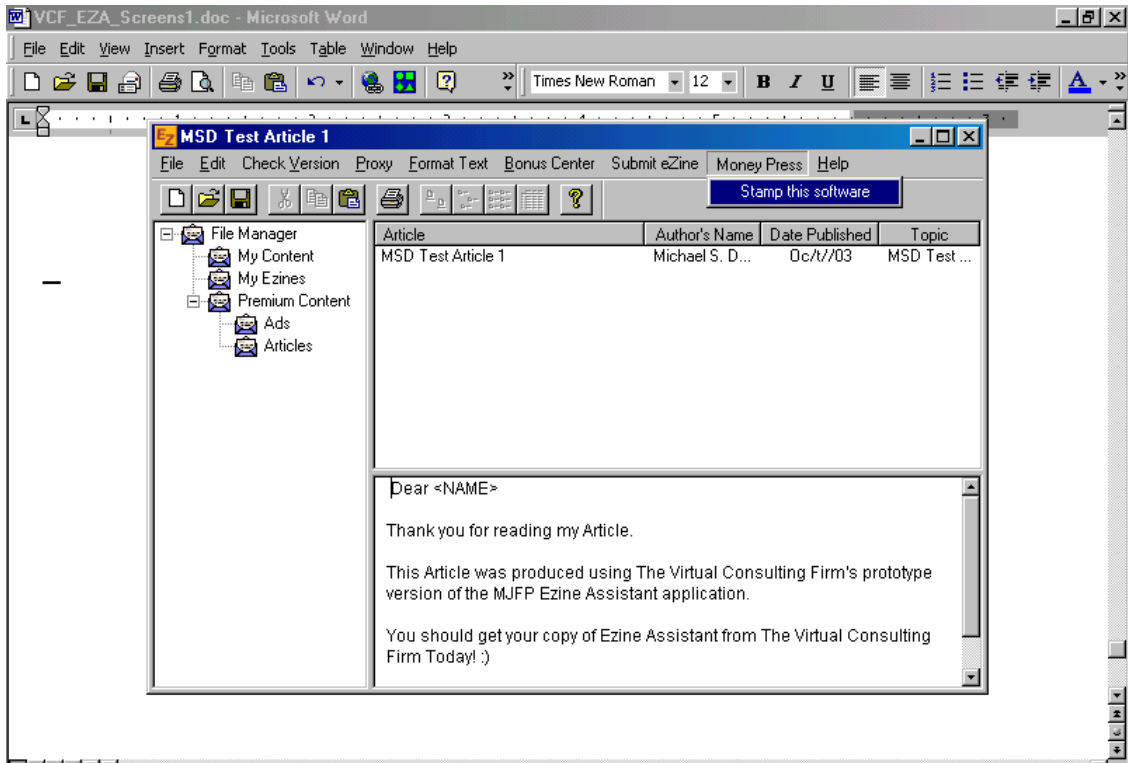 VCF_EZA_Screens1.doc - Microsoft Word
File Edit View Insert Format Tools Table Window Help
Times New Roman 12 B I U A
MSD Test Article 1
File Edit Check Version Proxy Format Text Bonus Center Submit eZine Money Press Help
Stamp this software
File Manager
My Content
My Ezines
Premium Content
Ads
Articles
Article Author's Name Date Published Topic
MSD Test Article 1 Michael S. D... Oc/t//03 MSD Test ...
Dear <NAME>
Thank you for reading my Article.
This Article was produced using The Virtual Consulting Firm's prototype
version of the MJFP Ezine Assistant application.
You should get your copy of Ezine Assistant from The Virtual Consulting
Firm Today! :)